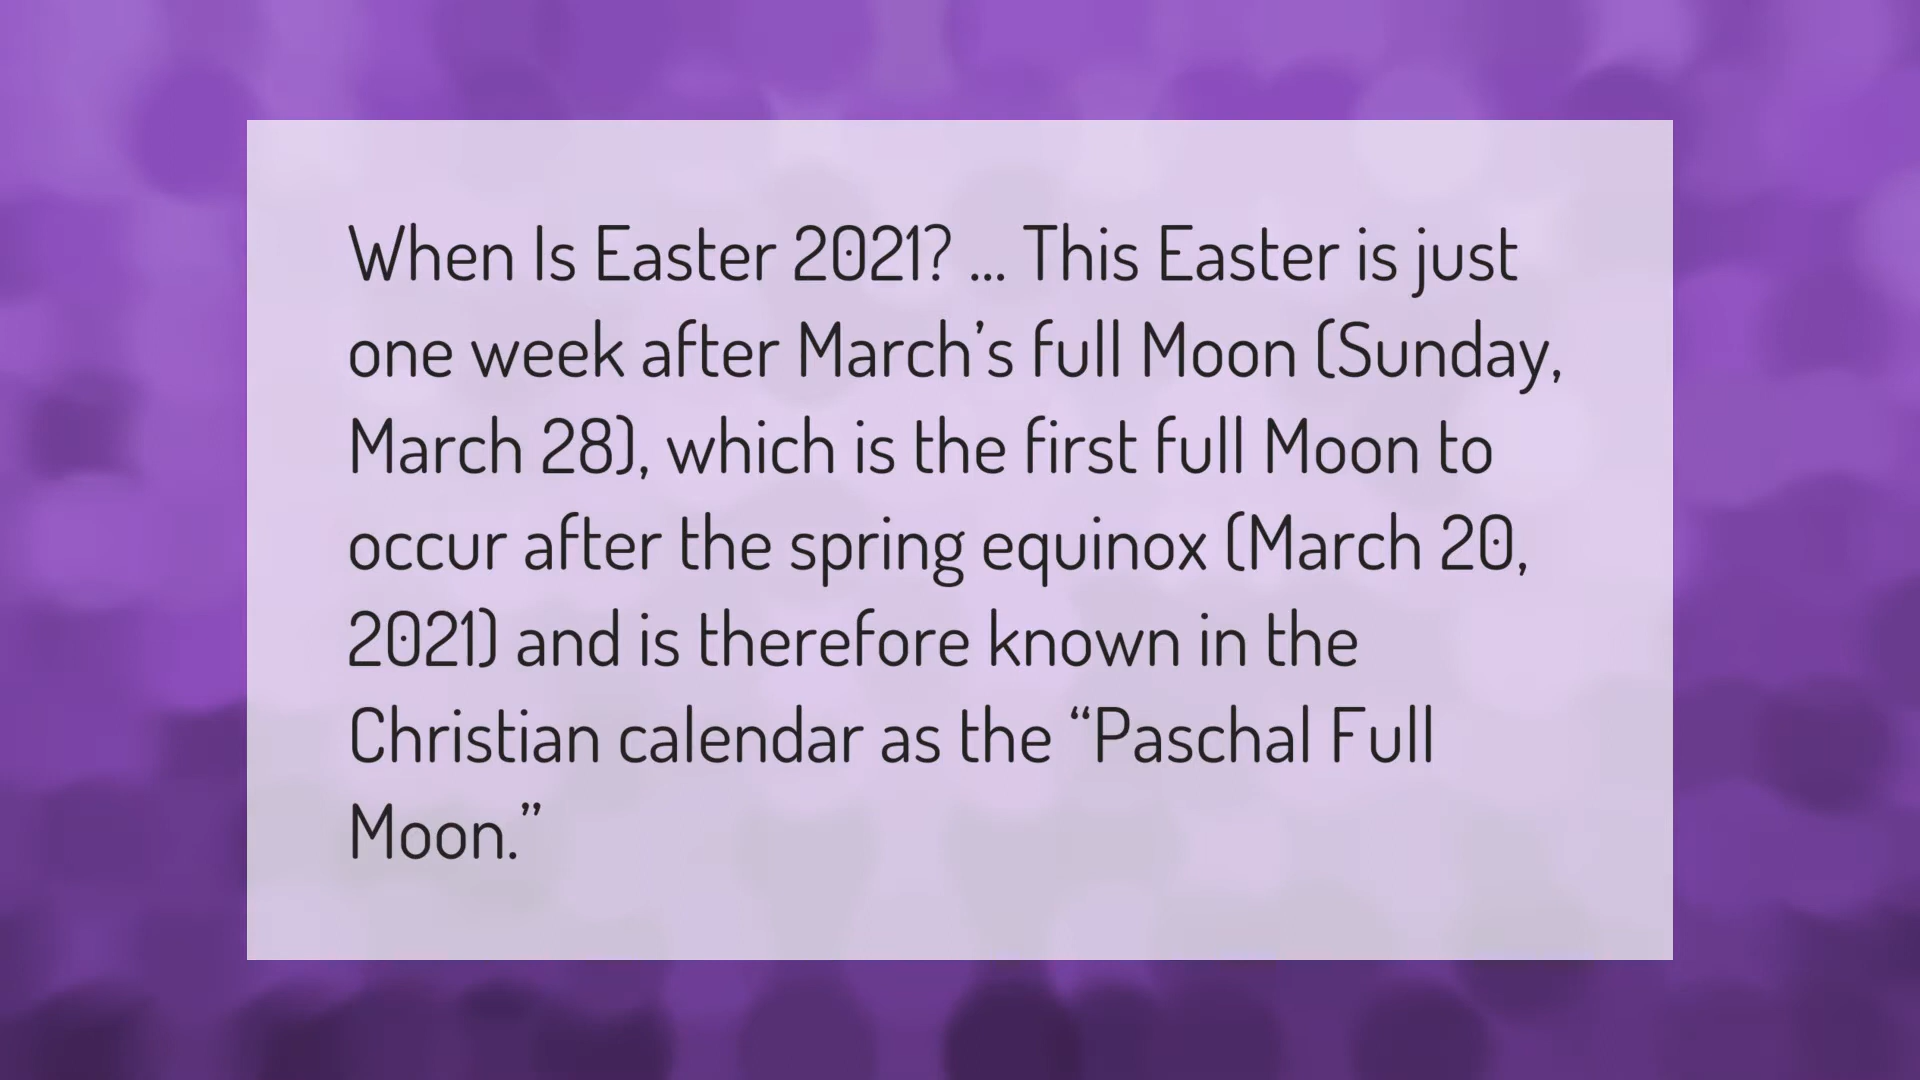 When Is Easter 2021? ... This Easter is just
one week after March’s full Moon (Sunday,
March 28), which is the first full Moon to
occur after the spring equinox (March 20,
2021) and is therefore known in the
Christian calendar as the “Paschal Full
Moon.”